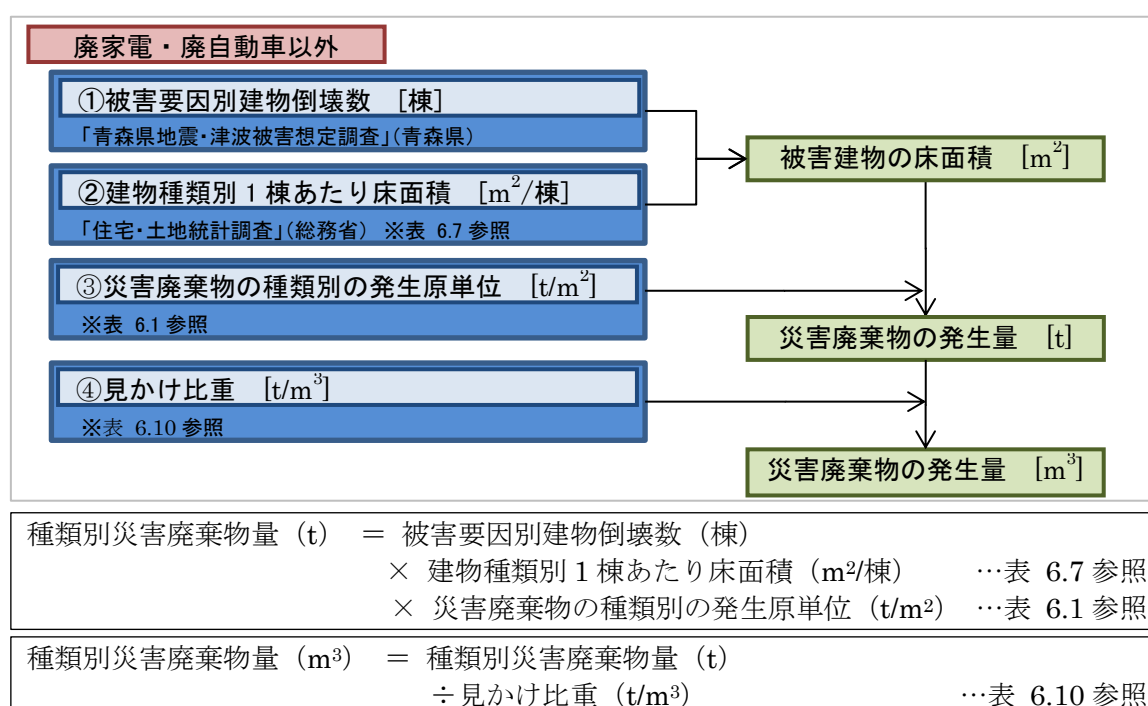 廃家電・廃自動車以外
①被害要因別建物倒壊数 [棟]
「青森県地震・津波被害想定調査」(青森県)
②建物種類別 1 棟あたり床面積 [m²/棟]
「住宅・土地統計調査」(総務省) ※表 6.7 参照
被害建物の床面積 [m²]
③災害廃棄物の種類別の発生原単位 [t/m²]
※表 6.1 参照
災害廃棄物の発生量 [t]
④見かけ比重 [t/m³]
※表 6.10 参照
災害廃棄物の発生量 [m³]
種類別災害廃棄物量（t） ＝ 被害要因別建物倒壊数（棟）
× 建物種類別 1 棟あたり床面積（m²/棟） …表 6.7 参照
× 災害廃棄物の種類別の発生原単位（t/m²） …表 6.1 参照
種類別災害廃棄物量（m³） ＝ 種類別災害廃棄物量（t）
÷見かけ比重（t/m³） …表 6.10 参照